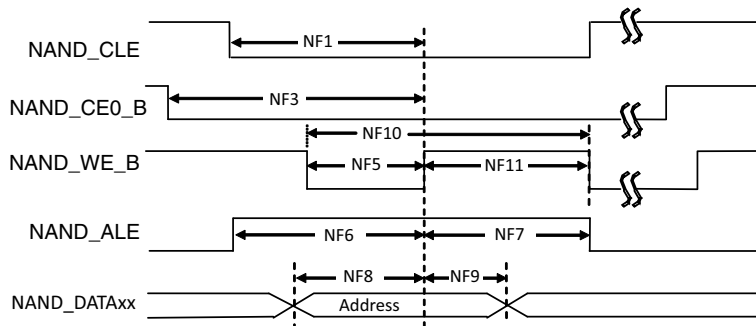 NF1
NAND_CLE
NF3
NAND_CE0_B
NF10
NAND_WE_B
NF5
NF11
NAND_ALE
NF6
NF7
NF8
NF9
NAND_DATAxx
Address